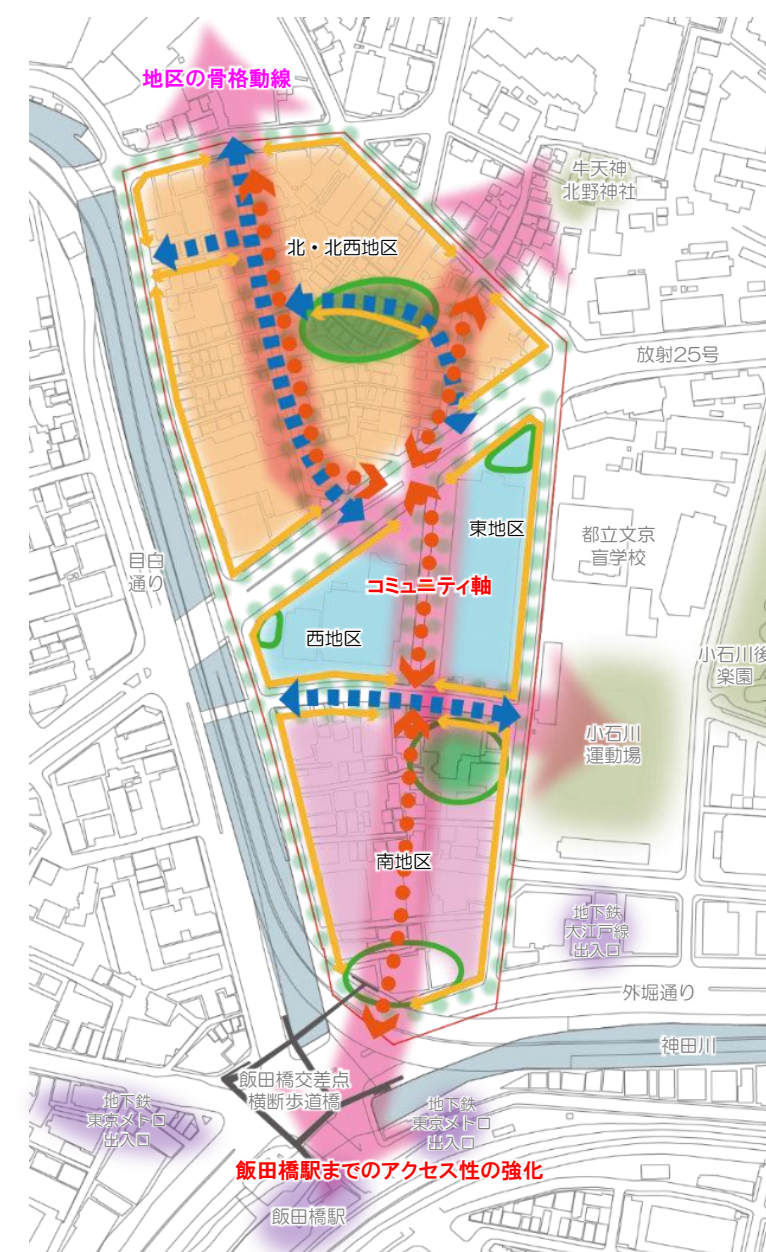 地区の骨格動線
牛天神
北野神社
北・北西地区
放射25号
東地区
都立文京
盲学校
目白
通り
コミュニティ軸
西地区
小石川後
楽園
小石川
運動場
南地区
地下鉄
大江戸線
出入口
外堀通り
神田川
飯田橋交差点
横断歩道橋
地下鉄
東京メトロ
出入口
地下鉄
東京メトロ
出入口
飯田橋駅までのアクセス性の強化
飯田橋駅